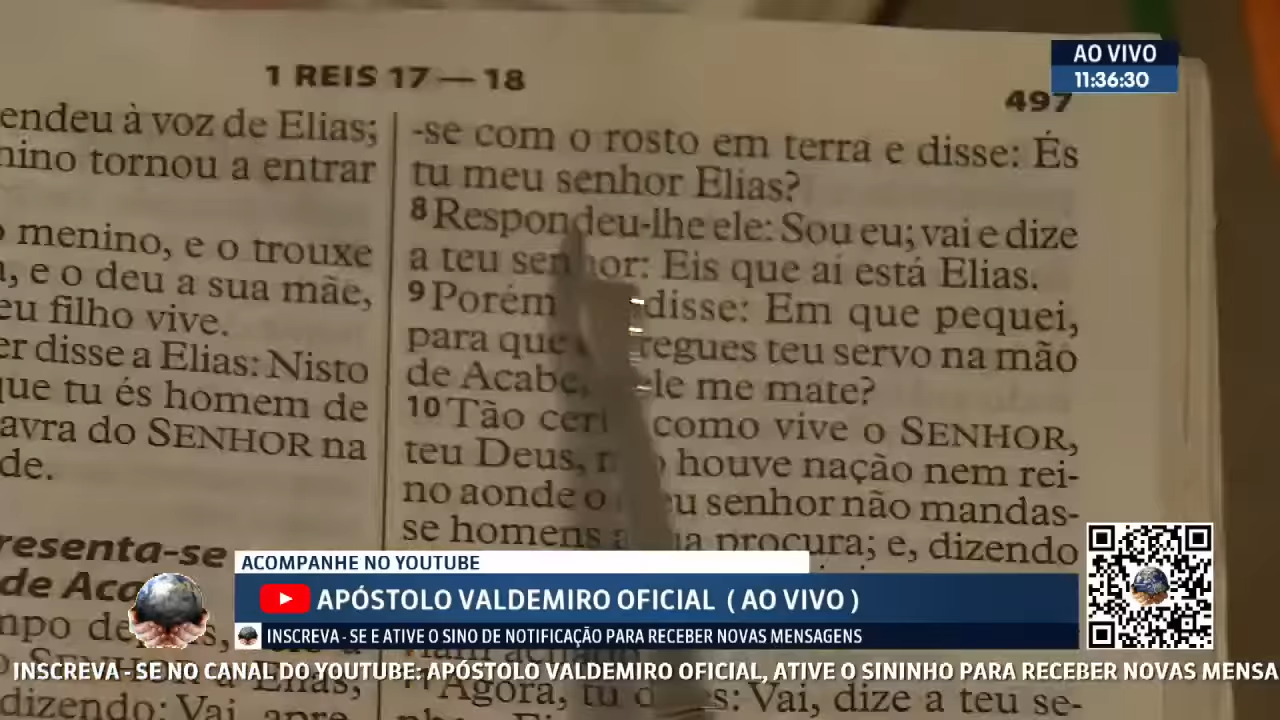 1 REIS 17 — 18
497
AO VIVO
11:36:30
endeu à voz de Elias;
nino tornou a entrar
menino, e o trouxe
, e o deu a sua mãe,
eu filho vive.
er disse a Elias: Nisto
que tu és homem de
avra do SENHOR na
de.
resenta-se
de
-se com o rosto em terra e disse: És
tu meu senhor Elias?
8 Respondeu-lhe ele: Sou eu; vai e dize
a teu senhor: Eis que aí está Elias.
9 Porém disse: Em que pequei,
para que regues teu servo na mão
de Acabe, ele me mate?
10 Tão cert como vive o SENHOR,
teu Deus, houve nação nem rei-
no aonde o eu senhor não mandas-
se homens procura; e, dizendo
Agora, tu s: Vai, dize a teu se-
dizendo: Vai,
ACOMPANHE NO YOUTUBE
APÓSTOLO VALDEMIRO OFICIAL ( AO VIVO )
INSCREVA - SE E ATIVE O SINO DE NOTIFICAÇÃO PARA RECEBER NOVAS MENSAGENS
INSCREVA - SE NO CANAL DO YOUTUBE: APÓSTOLO VALDEMIRO OFICIAL, ATIVE O SININHO PARA RECEBER NOVAS MENSA